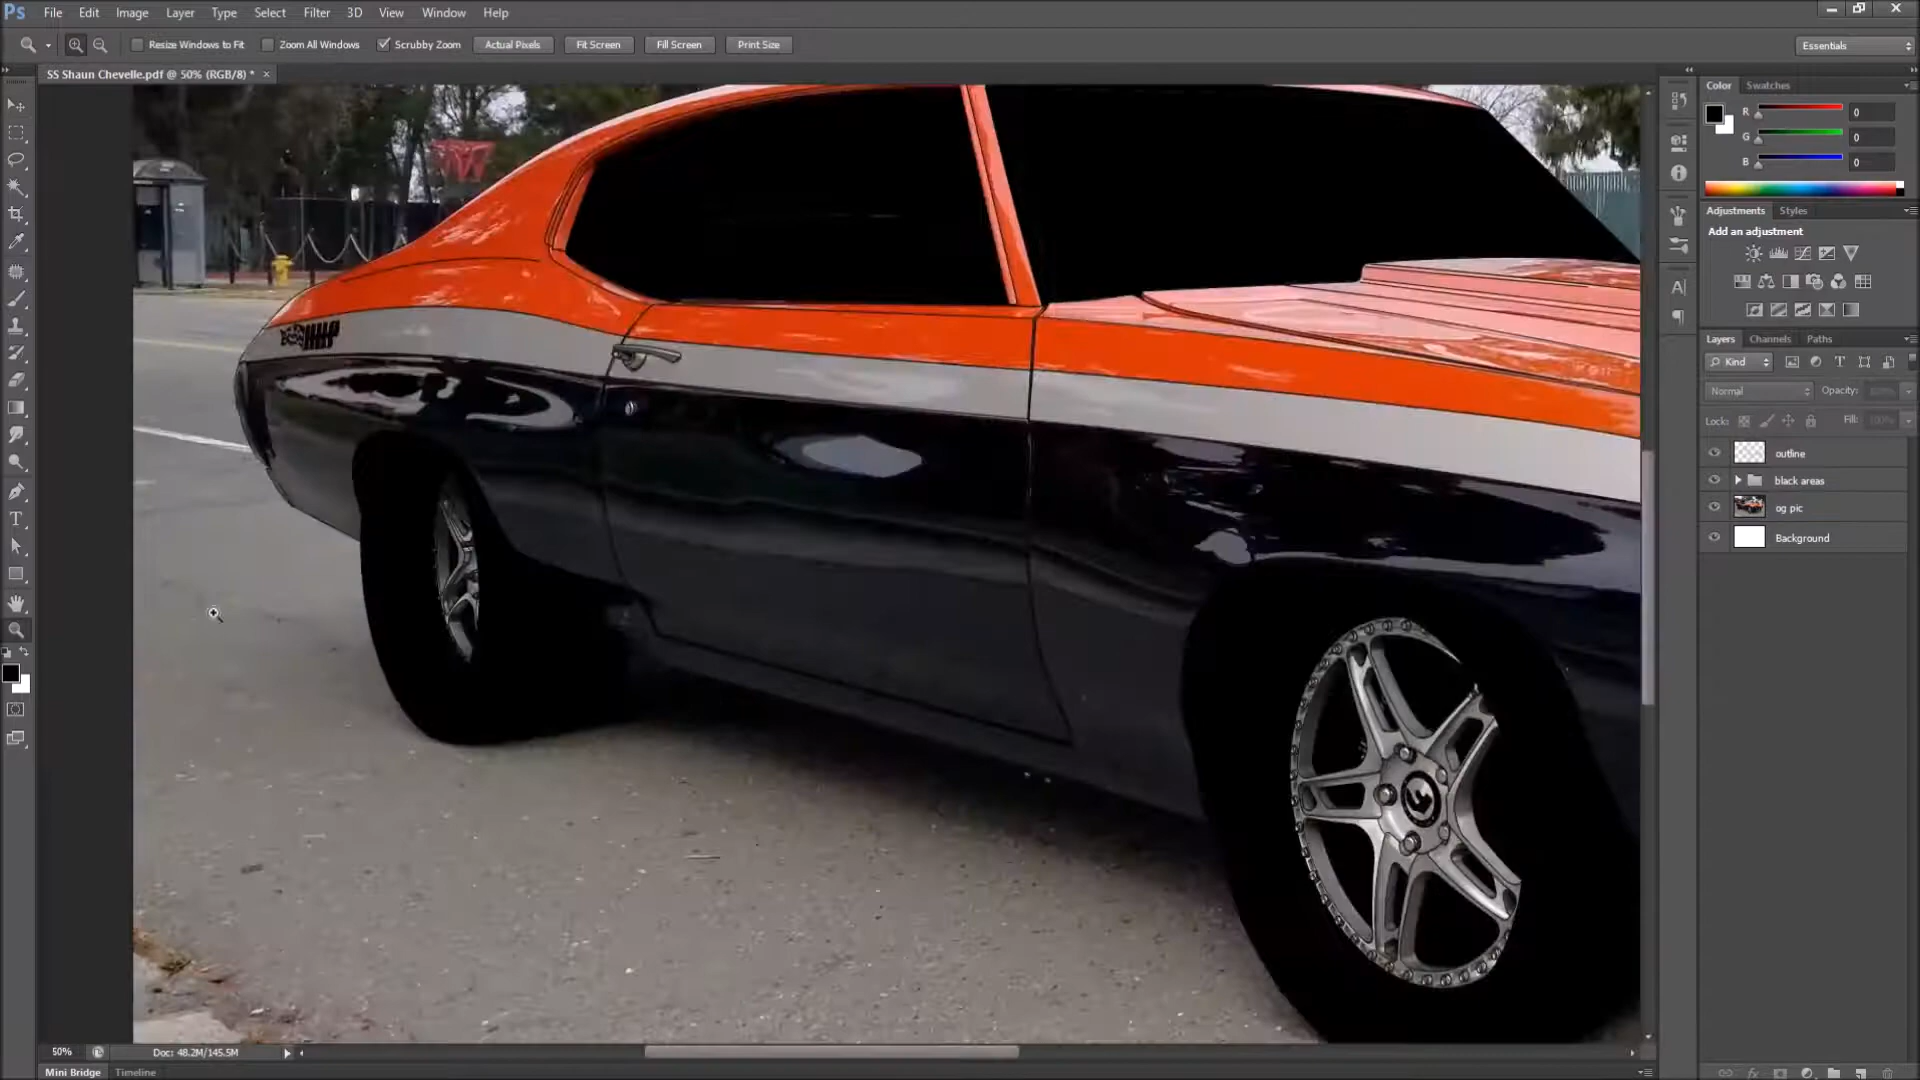 Ps File Edit Image Layer Type Select Filter 3D View Window Help
Resize Windows to Fit Zoom All Windows Scrubby Zoom Actual Pixels Fit Screen Fill Screen Print Size Essentials
SS Shaun Chevelle.pdf @ 50% (RGB/8) * ×
Color Swatches
R 0
G 0
B 0
Adjustments Styles
Add an adjustment
Layers Channels Paths
Kind
Normal Opacity:
Lock: Fill: 100%
outline
black areas
og pic
Background
50% Doc: 48.2M/145.5M
Mini Bridge Timeline